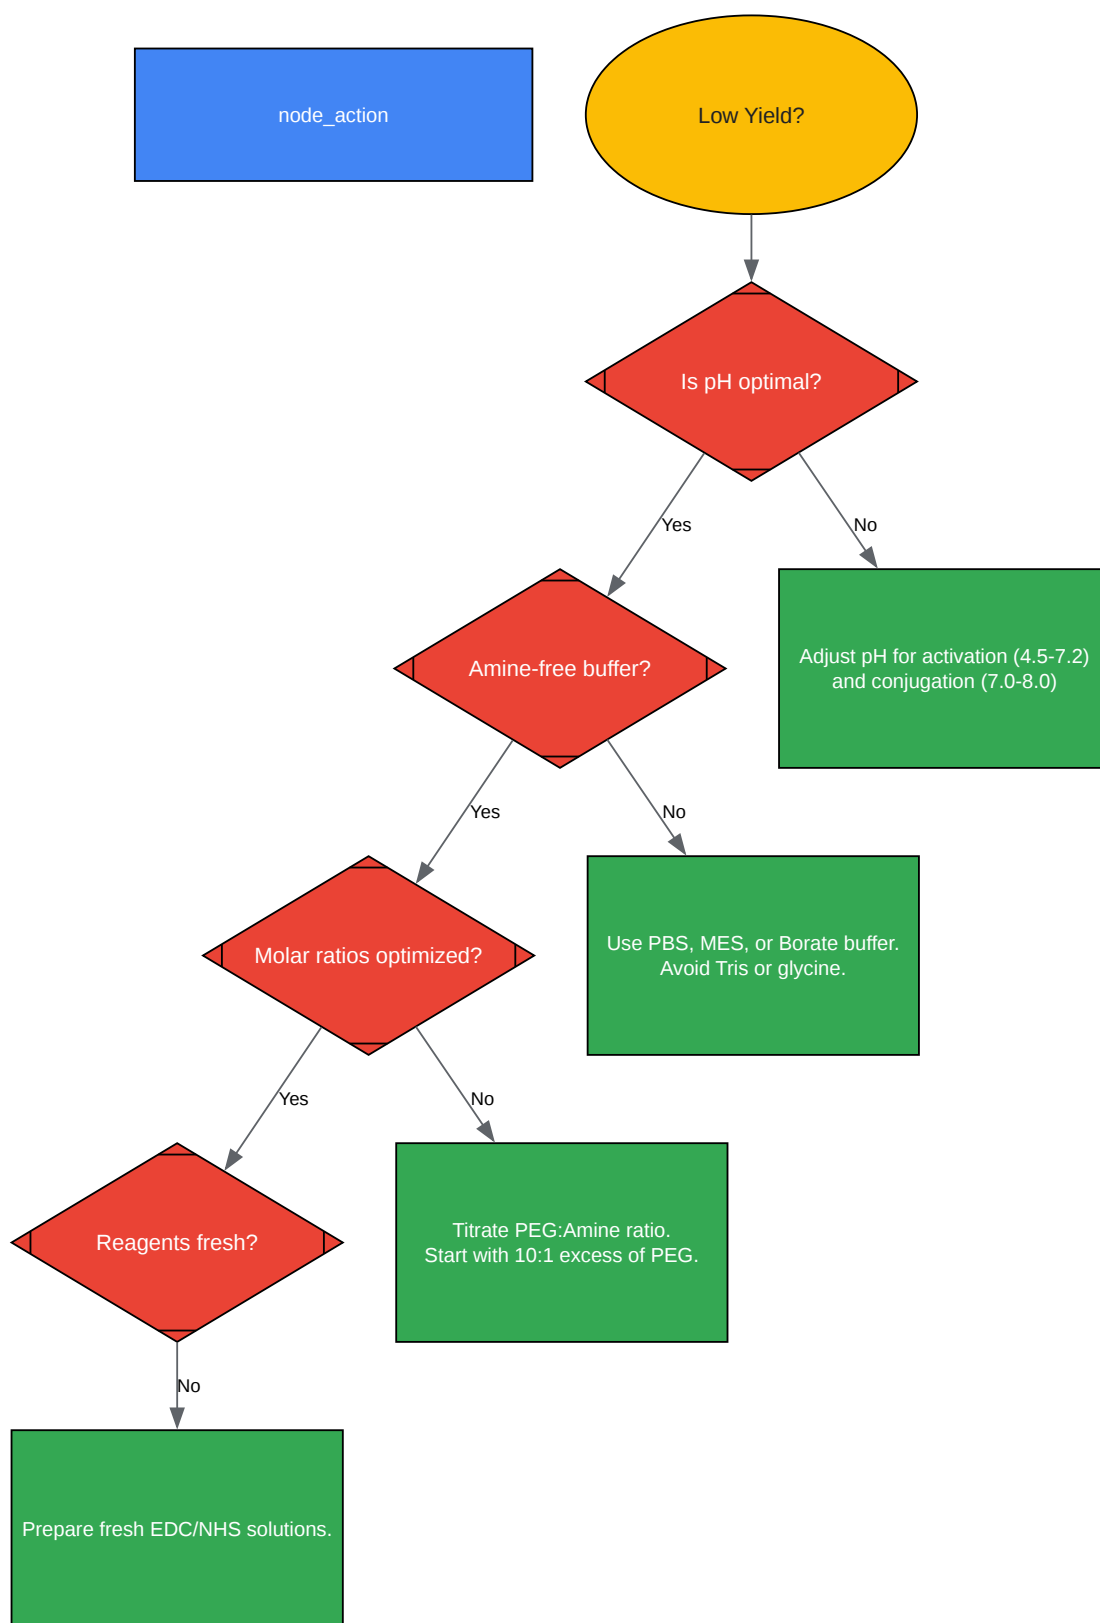 node_action
Low Yield?
Is pH optimal?
Yes
No
Amine-free buffer?
Adjust pH for activation (4.5-7.2)
and conjugation (7.0-8.0)
Yes
No
Molar ratios optimized?
Use PBS, MES, or Borate buffer.
Avoid Tris or glycine.
Yes
No
Reagents fresh?
Titrate PEG:Amine ratio.
Start with 10:1 excess of PEG.
No
Prepare fresh EDC/NHS solutions.